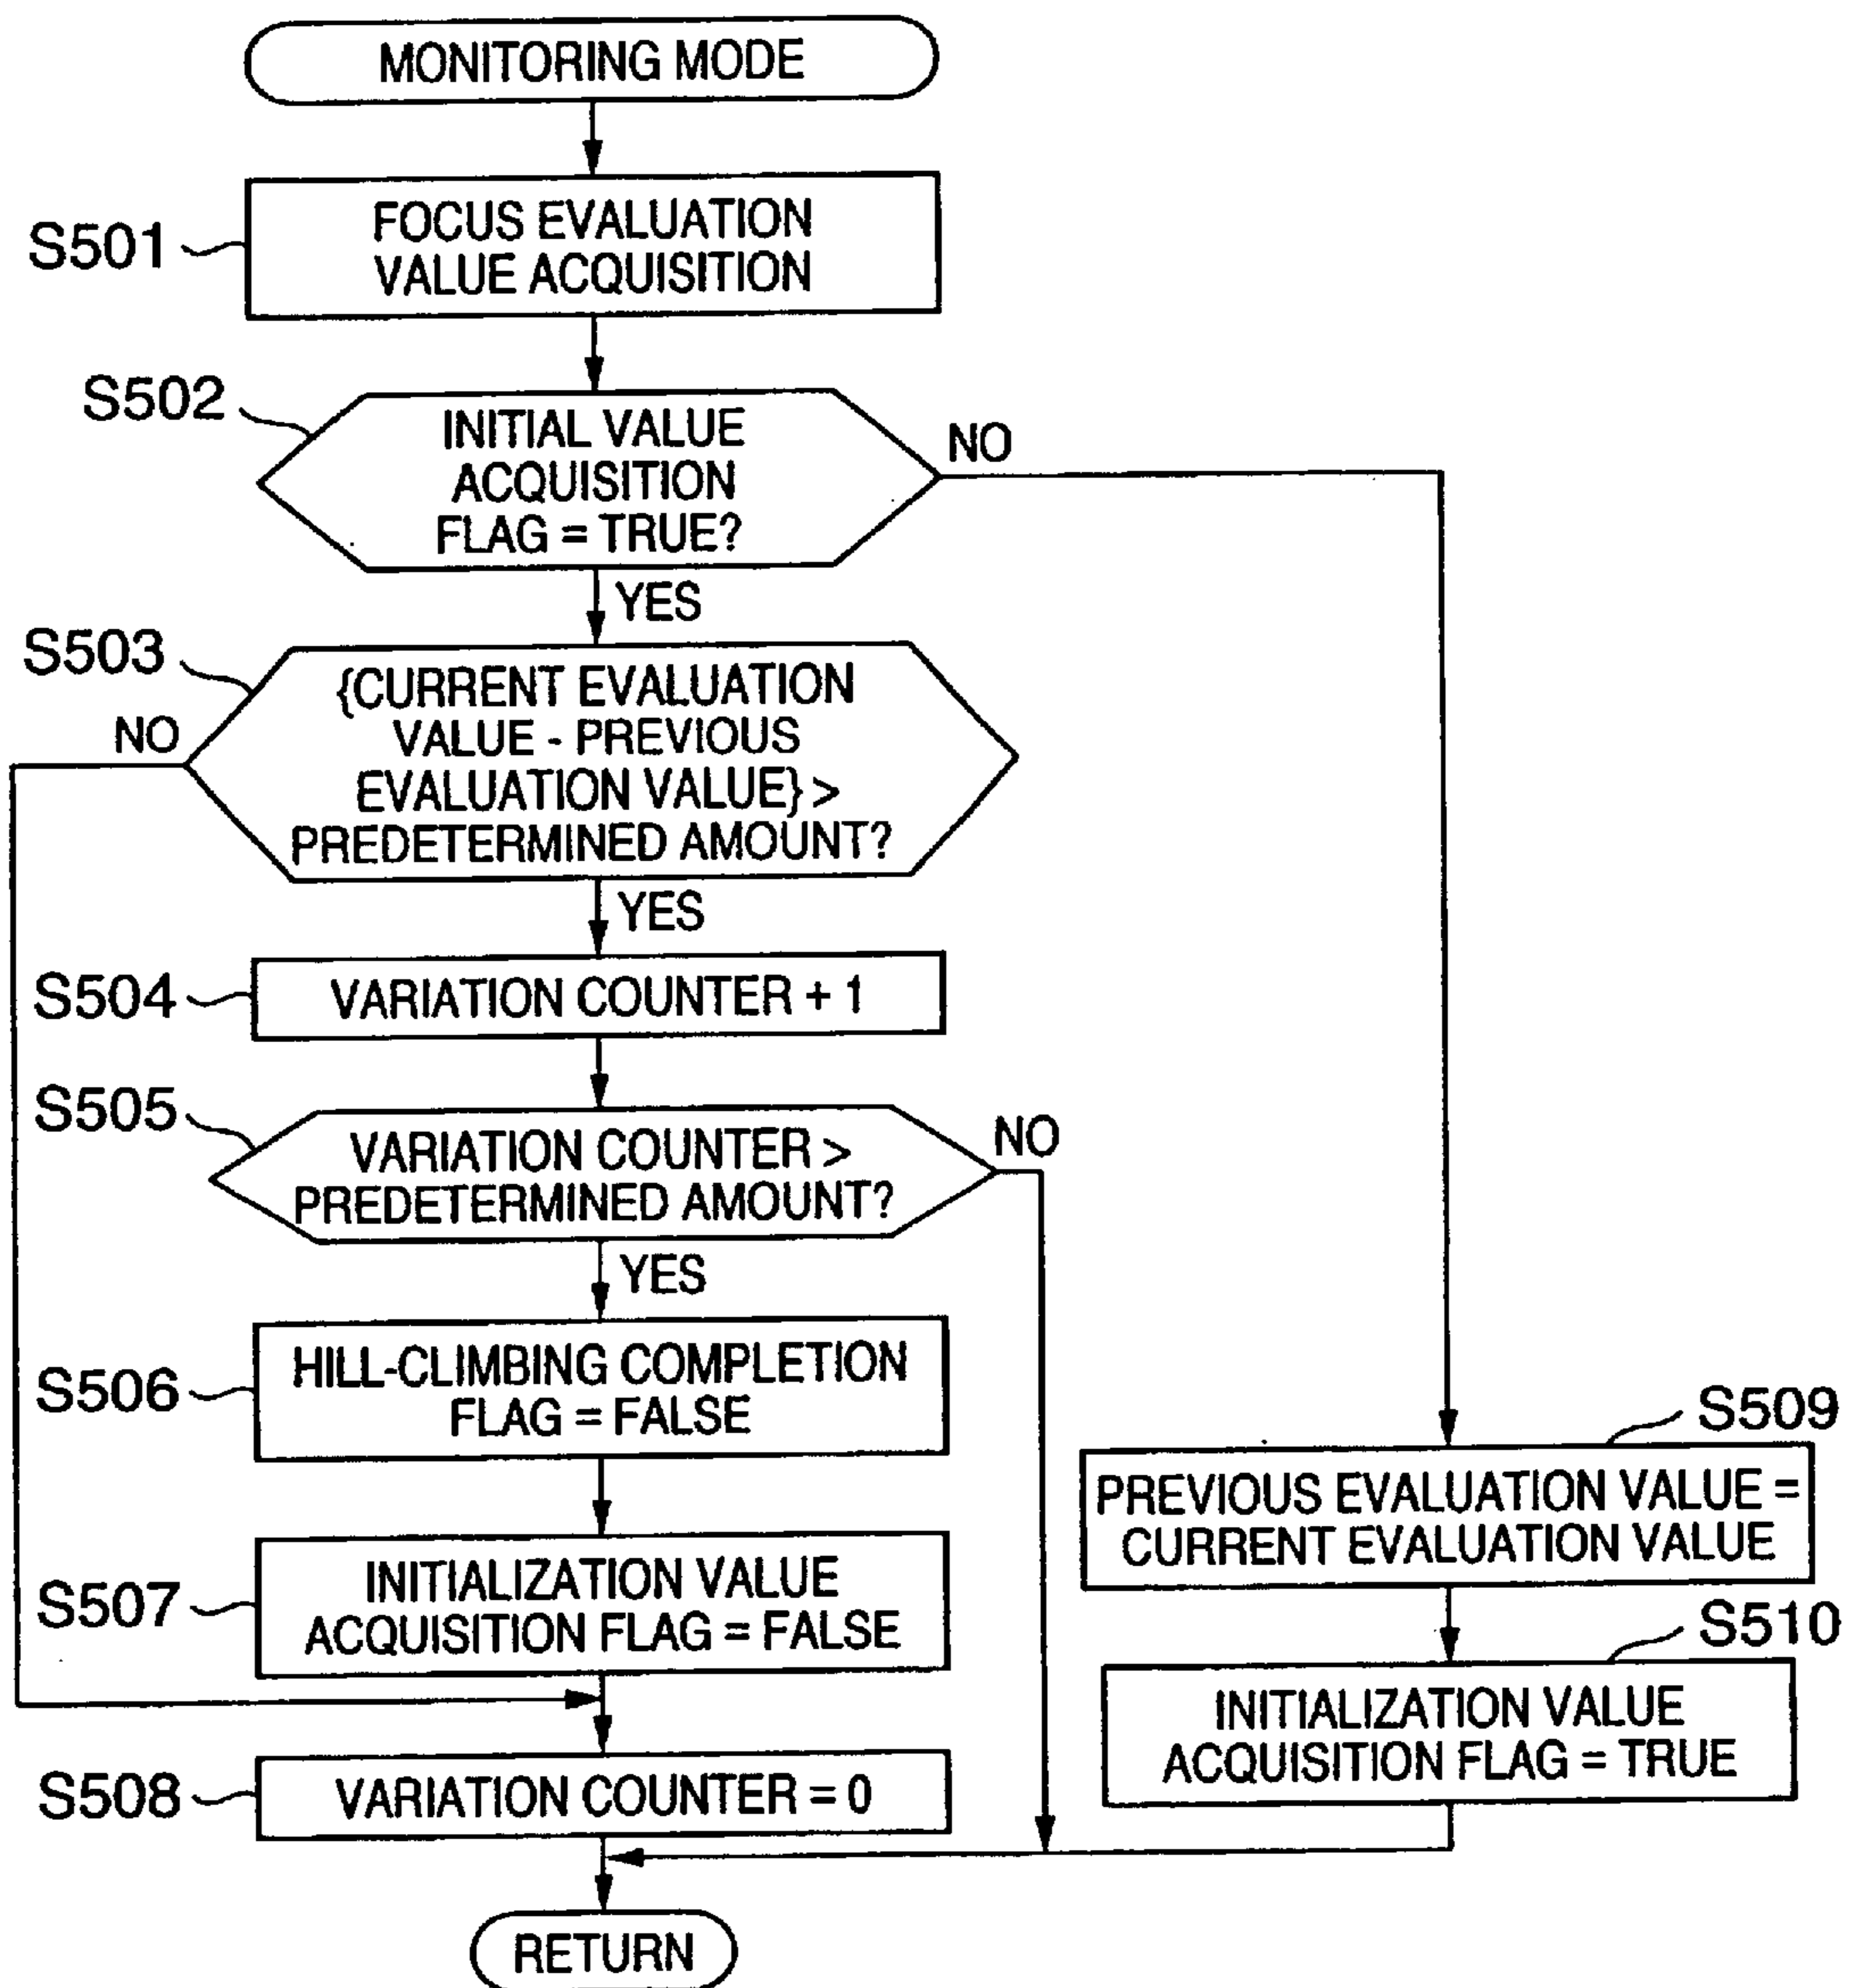 MONITORING MODE
S501
FOCUS EVALUATION
VALUE ACQUISITION
S502
INITIAL VALUE
ACQUISITION
FLAG = TRUE?
NO
YES
S503
{CURRENT EVALUATION
VALUE - PREVIOUS
EVALUATION VALUE} >
PREDETERMINED AMOUNT?
NO
YES
S504
VARIATION COUNTER + 1
S505
VARIATION COUNTER >
PREDETERMINED AMOUNT?
NO
YES
S506
HILL-CLIMBING COMPLETION
FLAG = FALSE
S507
INITIALIZATION VALUE
ACQUISITION FLAG = FALSE
S508
VARIATION COUNTER = 0
S509
PREVIOUS EVALUATION VALUE =
CURRENT EVALUATION VALUE
S510
INITIALIZATION VALUE
ACQUISITION FLAG = TRUE
RETURN